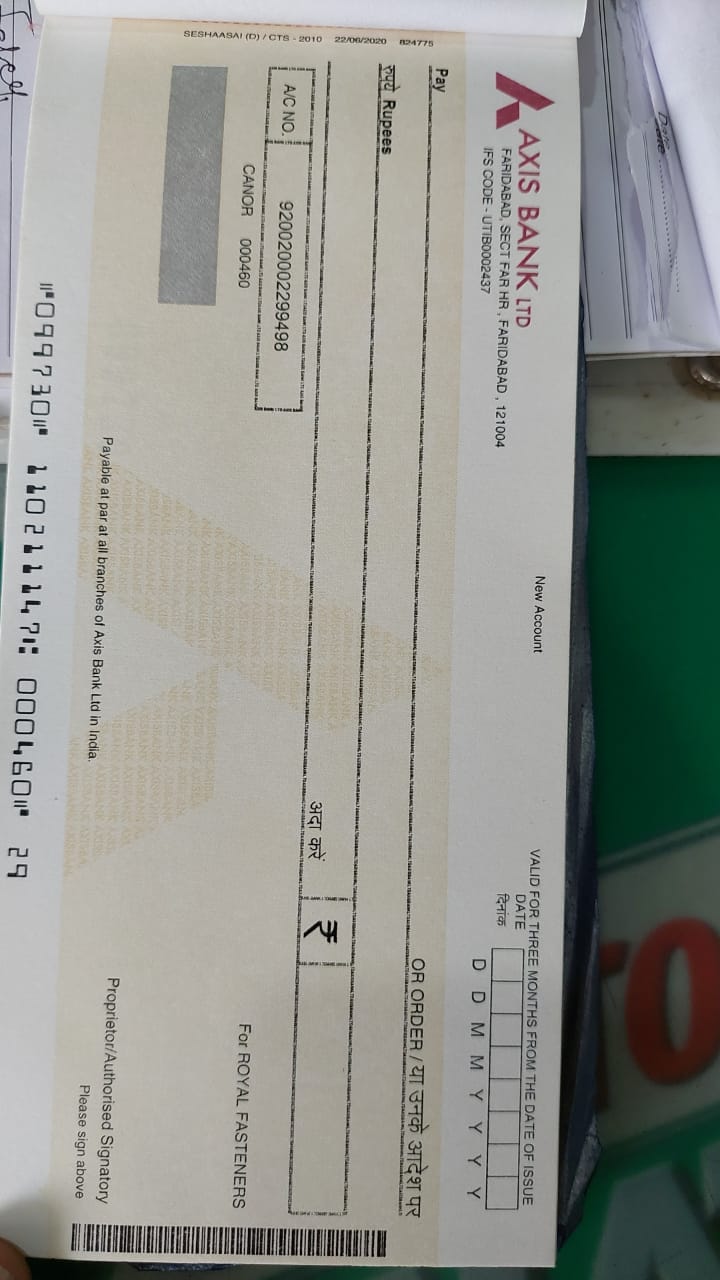 AXIS BANK LTD
FARIDABAD, SECT FAR HR , FARIDABAD , 121004
IFS CODE - UTIB0002437
New Account
VALID FOR THREE MONTHS FROM THE DATE OF ISSUE
DATE
दिनांक
D D M M Y Y Y Y
Pay
OR ORDER / या उनके आदेश पर
रुपये Rupees
अदा करें
₹
A/C NO.
920020002299498
CANOR 000460
For ROYAL FASTENERS
Payable at par at all branches of Axis Bank Ltd in India.
Proprietor/Authorised Signatory
Please sign above
SESHAASAI (D) / CTS - 2010 22/06/2020 824775
⑈099730⑈ 110211147⑆ 000460⑈ 29
Date
TO